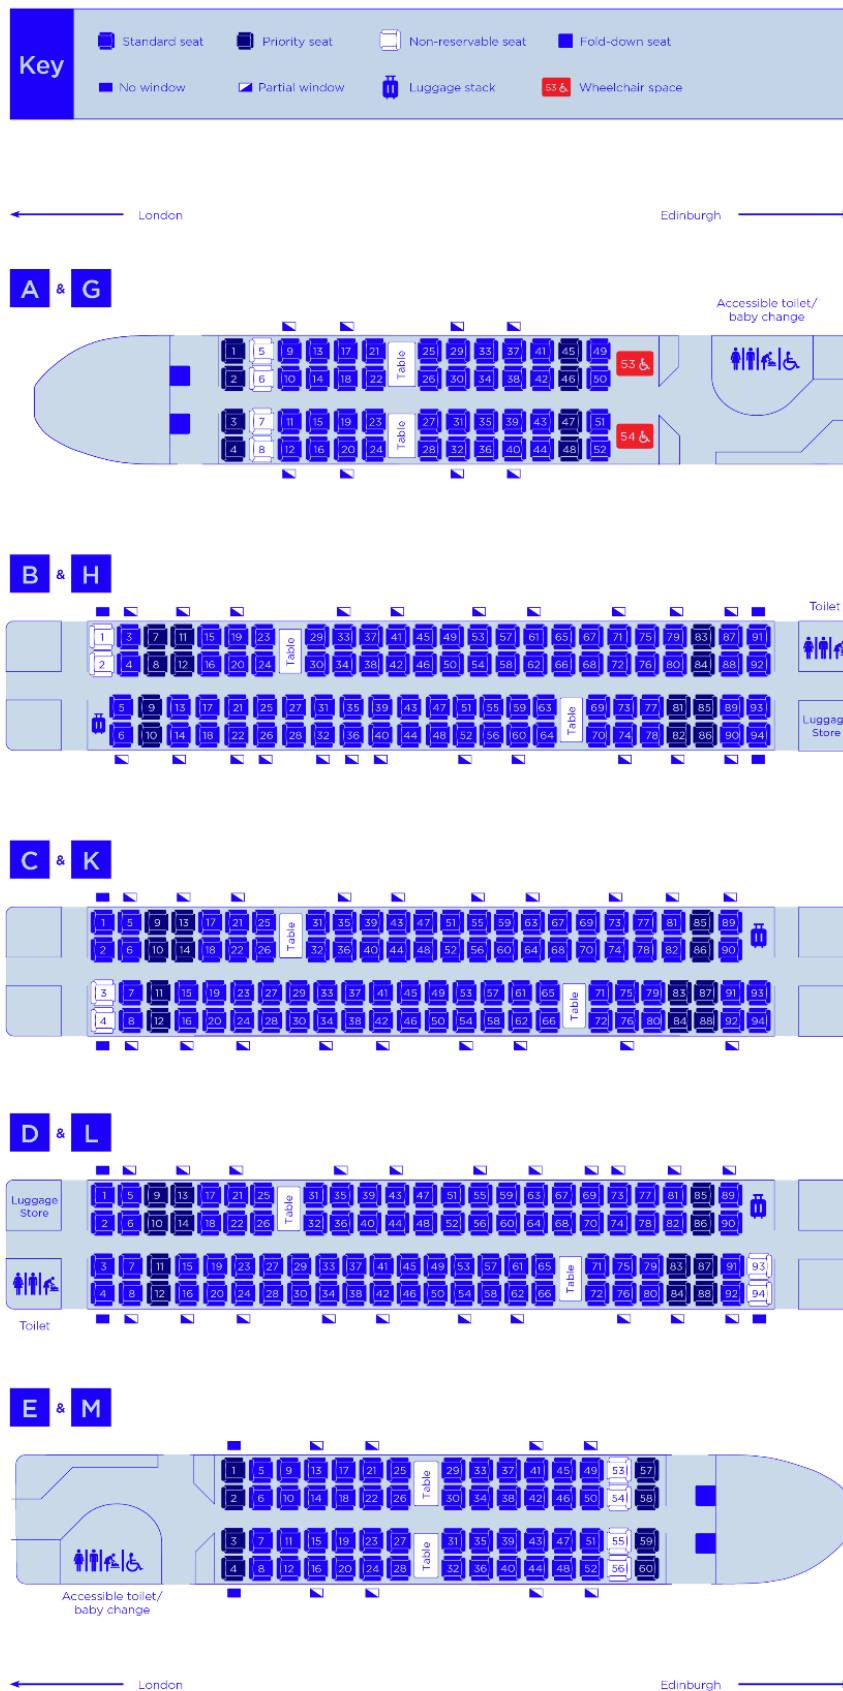 Key
Standard seat Priority seat Non-reservable seat Fold-down seat
No window Partial window Luggage stack 53 Wheelchair space
London Edinburgh
A & G
Accessible toilet/
baby change
1 5 9 13 17 21 25 29 33 37 41 45 49
2 6 10 14 18 22 Table 26 30 34 38 42 46 50 53
3 7 11 15 19 23 27 31 35 39 43 47 51
4 8 12 16 20 24 Table 28 32 36 40 44 48 52 54
B & H
Toilet
1 3 7 11 15 19 23 29 33 37 41 45 49 53 57 61 65 67 71 75 79 83 87 91
2 4 8 12 16 20 24 Table 30 34 38 42 46 50 54 58 62 66 68 72 76 80 84 88 92
5 9 13 17 21 25 27 31 35 39 43 47 51 55 59 63 69 73 77 81 85 89 93
6 10 14 18 22 26 28 32 36 40 44 48 52 56 60 64 Table 70 74 78 82 86 90 94
Luggage
Store
C & K
1 5 9 13 17 21 25 31 35 39 43 47 51 55 59 63 67 69 73 77 81 85 89
2 6 10 14 18 22 26 Table 32 36 40 44 48 52 56 60 64 68 70 74 78 82 86 90
3 7 11 15 19 23 27 29 33 37 41 45 49 53 57 61 65 71 75 79 83 87 91 93
4 8 12 16 20 24 28 30 34 38 42 46 50 54 58 62 66 Table 72 76 80 84 88 92 94
D & L
Luggage
Store
1 5 9 13 17 21 25 31 35 39 43 47 51 55 59 63 67 69 73 77 81 85 89
2 6 10 14 18 22 26 Table 32 36 40 44 48 52 56 60 64 68 70 74 78 82 86 90
3 7 11 15 19 23 27 29 33 37 41 45 49 53 57 61 65 71 75 79 83 87 91 93
4 8 12 16 20 24 28 30 34 38 42 46 50 54 58 62 66 Table 72 76 80 84 88 92 94
Toilet
E & M
1 5 9 13 17 21 25 29 33 37 41 45 49 53 57
2 6 10 14 18 22 26 Table 30 34 38 42 46 50 54 58
3 7 11 15 19 23 27 31 35 39 43 47 51 55 59
4 8 12 16 20 24 28 Table 32 36 40 44 48 52 56 60
Accessible toilet/
baby change
London Edinburgh